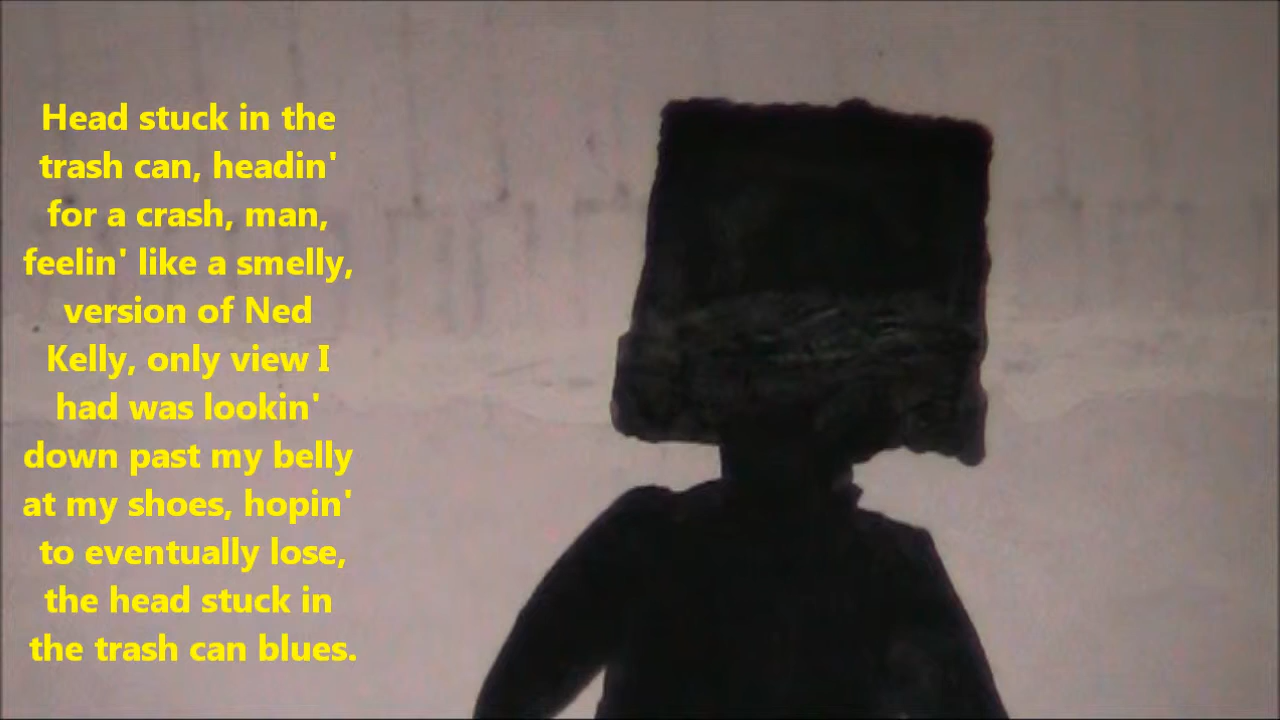 Head stuck in the
trash can, headin'
for a crash, man,
feelin' like a smelly,
version of Ned
Kelly, only view I
had was lookin'
down past my belly
at my shoes, hopin'
to eventually lose,
the head stuck in
the trash can blues.